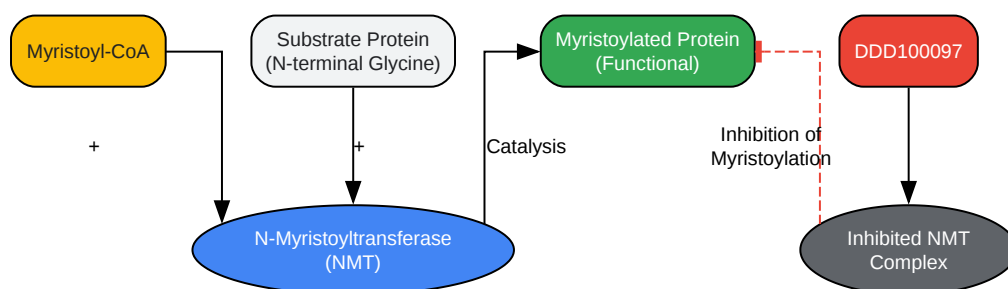 Myristoyl-CoA
Substrate Protein
(N-terminal Glycine)
Myristoylated Protein
(Functional)
DDD100097
+
+
Catalysis
Inhibition of
Myristoylation
N-Myristoyltransferase
(NMT)
Inhibited NMT
Complex